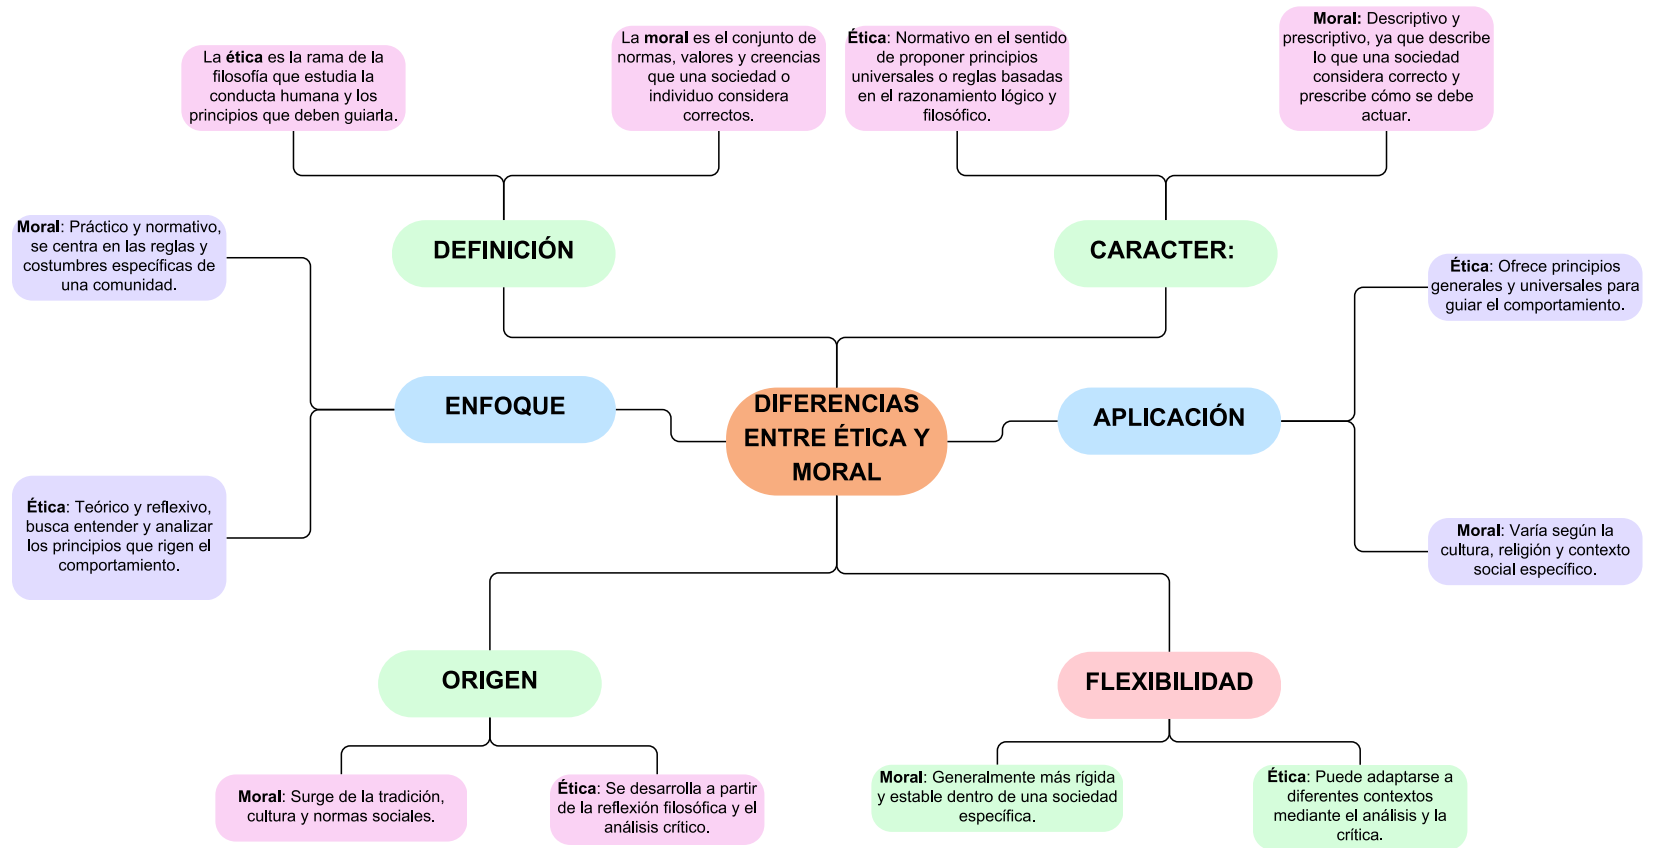 La ética es la rama de la
filosofía que estudia la
conducta humana y los
principios que deben guiarla.
La moral es el conjunto de
normas, valores y creencias
que una sociedad o
individuo considera
correctos.
Ética: Normativo en el sentido
de proponer principios
universales o reglas basadas
en el razonamiento lógico y
filosófico.
Moral: Descriptivo y
prescriptivo, ya que describe
lo que una sociedad
considera correcto y
prescribe cómo se debe
actuar.
DEFINICIÓN
CARACTER:
Moral: Práctico y normativo,
se centra en las reglas y
costumbres específicas de
una comunidad.
Ética: Ofrece principios
generales y universales para
guiar el comportamiento.
ENFOQUE
DIFERENCIAS
ENTRE ÉTICA Y
MORAL
APLICACIÓN
Ética: Teórico y reflexivo,
busca entender y analizar
los principios que rigen el
comportamiento.
Moral: Varía según la
cultura, religión y contexto
social específico.
ORIGEN
FLEXIBILIDAD
Moral: Surge de la tradición,
cultura y normas sociales.
Ética: Se desarrolla a partir
de la reflexión filosófica y el
análisis crítico.
Moral: Generalmente más rígida
y estable dentro de una sociedad
específica.
Ética: Puede adaptarse a
diferentes contextos
mediante el análisis y la
crítica.